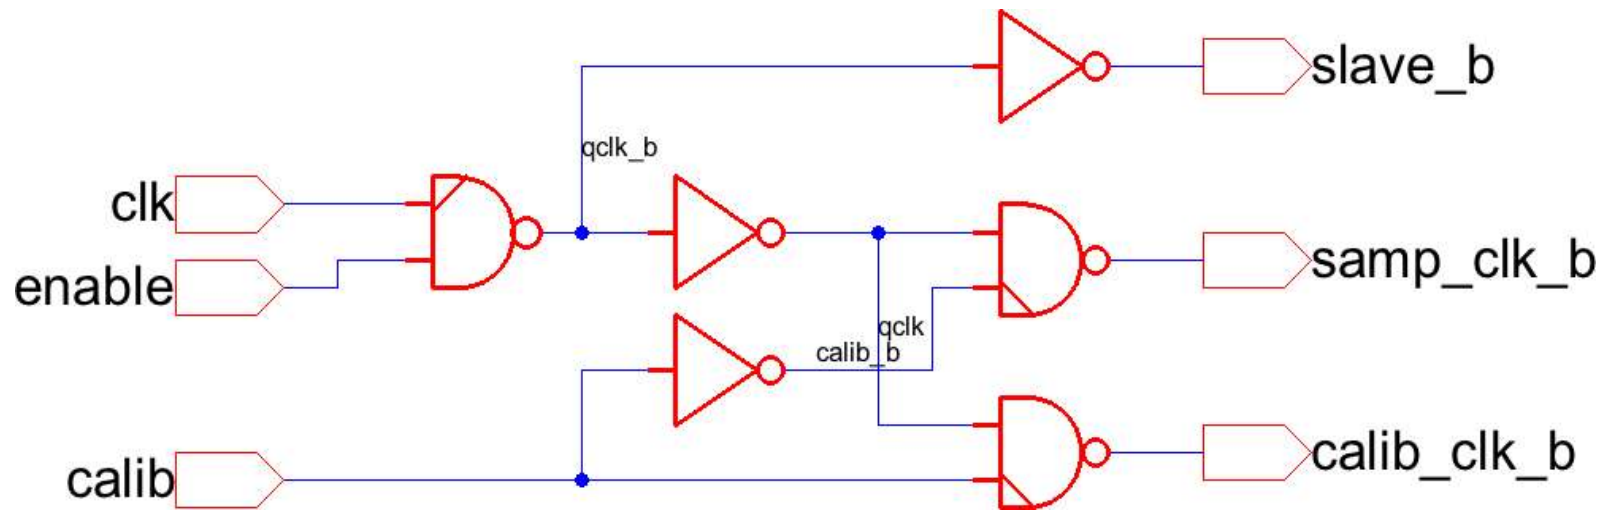 slave_b
qclk_b
clk
enable
samp_clk_b
qclk
calib_b
calib
calib_clk_b